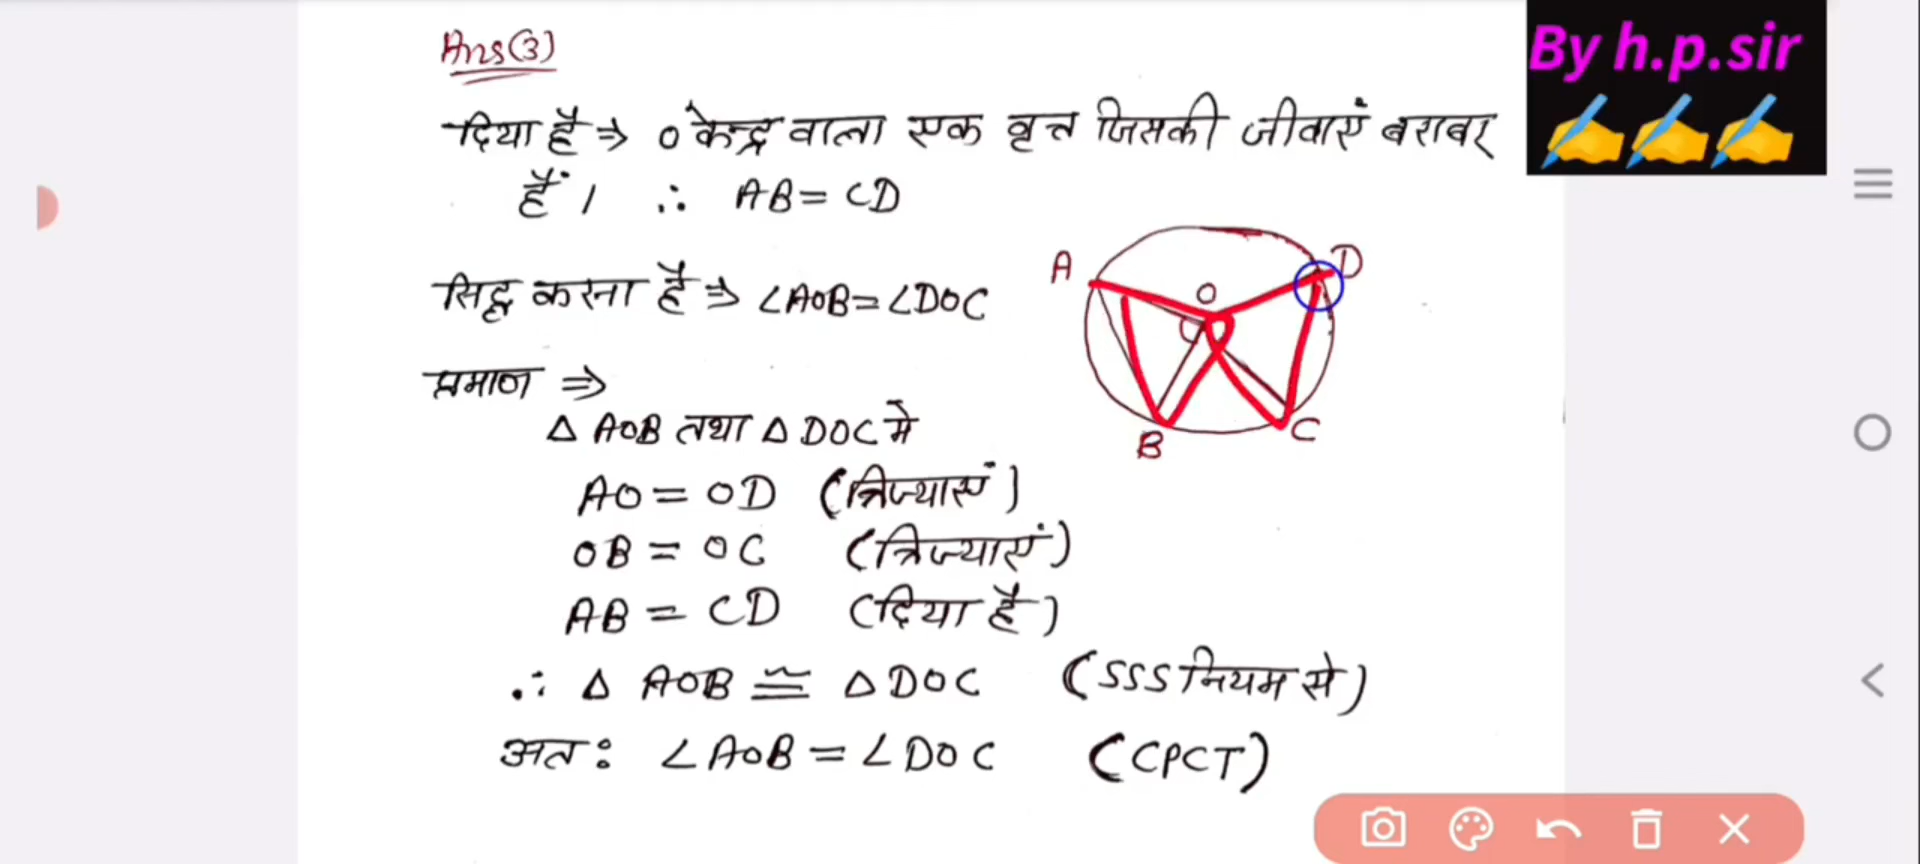 Ans(3)
By h.p.sir
दिया है ⇒ O केन्द्र वाला एक वृत्त जिसकी जीवाएं बराबर
हैं। ∴ AB = CD
सिद्ध करना है ⇒ ∠AOB = ∠DOC
प्रमाण ⇒
A
D
O
B
C
△ AOB तथा △ DOC मे
AO = OD (त्रिज्याएं)
OB = OC (त्रिज्याएं)
AB = CD (दिया है)
∴ △ AOB ≅ △ DOC (SSS नियम से)
अतः ∠AOB = ∠DOC (CPCT)